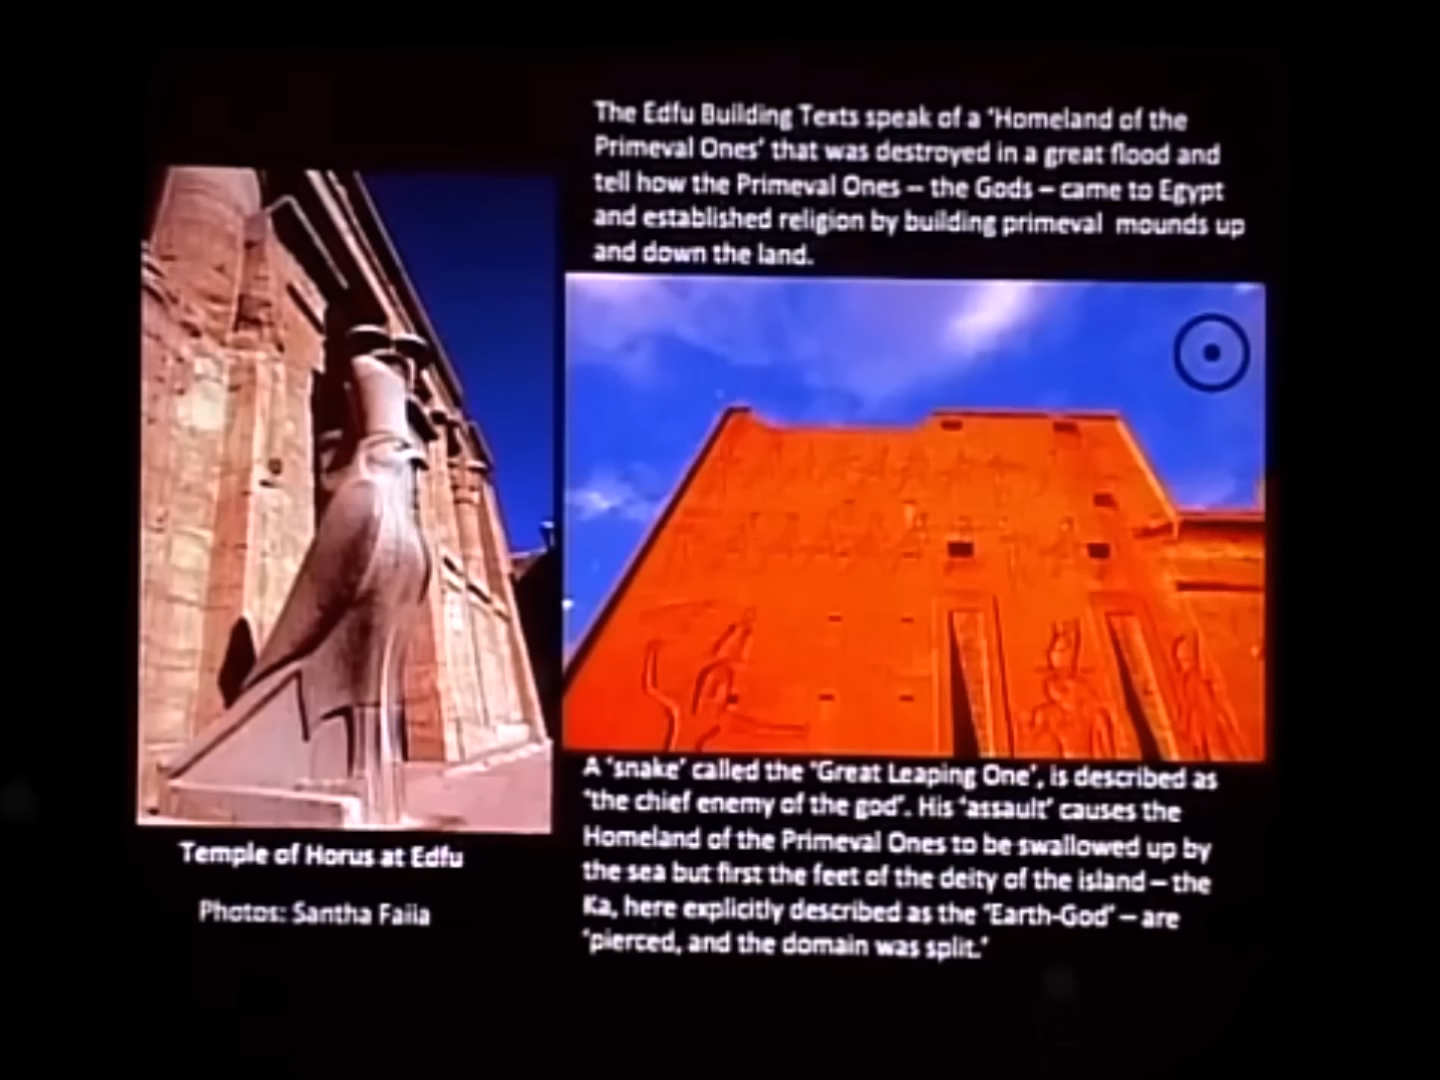 The Edfu Building Texts speak of a 'Homeland of the
Primeval Ones' that was destroyed in a great flood and
tell how the Primeval Ones – the Gods – came to Egypt
and established religion by building primeval mounds up
and down the land.
A 'snake' called the 'Great Leaping One', is described as
'the chief enemy of the god'. His 'assault' causes the
Homeland of the Primeval Ones to be swallowed up by
the sea but first the feet of the deity of the island – the
Ka, here explicitly described as the 'Earth-God' – are
'pierced, and the domain was split.'
Temple of Horus at Edfu
Photos: Santha Faiia